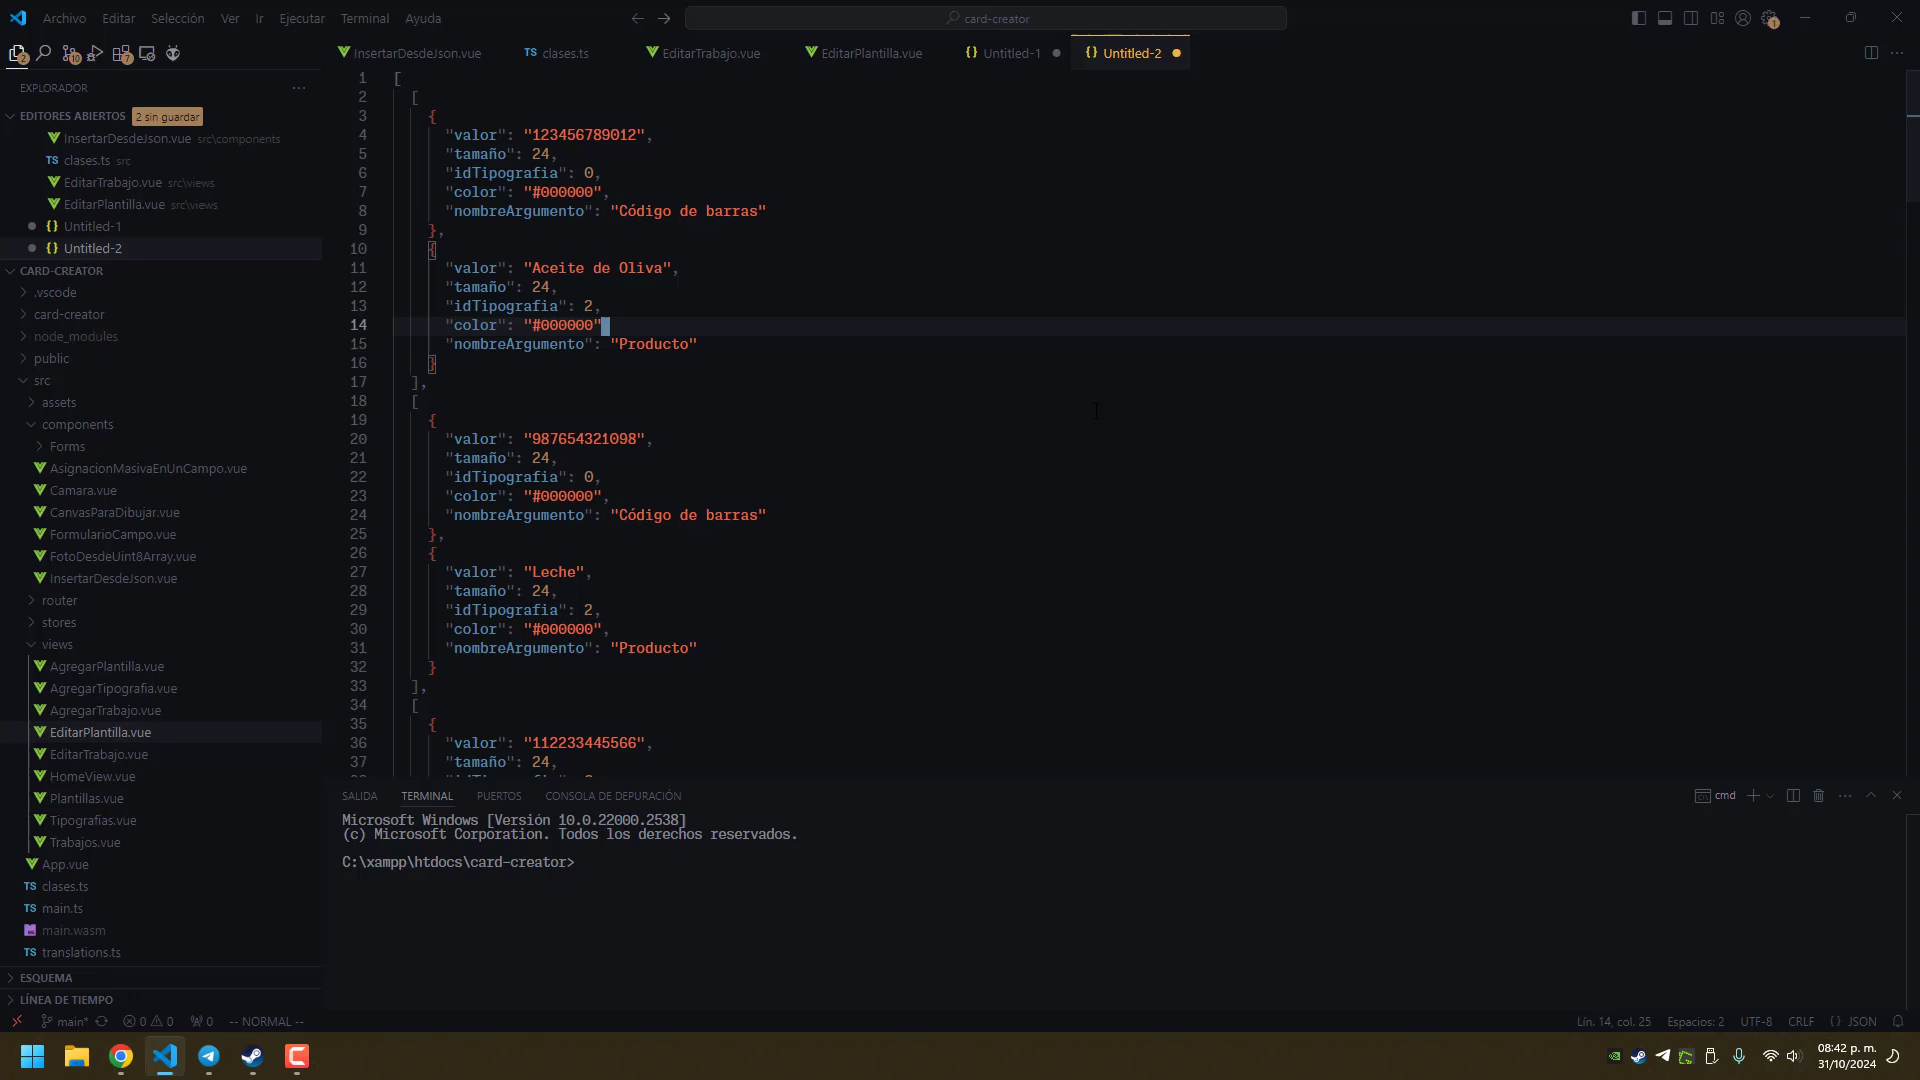 Archivo Editar Selección Ver Ir Ejecutar Terminal Ayuda
card-creator
InsertarDesdeJson.vue
TS clases.ts
EditarTrabajo.vue
EditarPlantilla.vue
{} Untitled-1
{} Untitled-2
EXPLORADOR
EDITORES ABIERTOS 2 sin guardar
InsertarDesdeJson.vue src\components
TS clases.ts src
EditarTrabajo.vue src\views
EditarPlantilla.vue src\views
{} Untitled-1
{} Untitled-2
CARD-CREATOR
.vscode
card-creator
node_modules
public
src
assets
components
Forms
AsignacionMasivaEnUnCampo.vue
Camara.vue
CanvasParaDibujar.vue
FormularioCampo.vue
FotoDesdeUint8Array.vue
InsertarDesdeJson.vue
router
stores
views
AgregarPlantilla.vue
AgregarTipografia.vue
AgregarTrabajo.vue
EditarPlantilla.vue
EditarTrabajo.vue
HomeView.vue
Plantillas.vue
Tipografias.vue
Trabajos.vue
App.vue
TS clases.ts
TS main.ts
main.wasm
TS translations.ts
ESQUEMA
LÍNEA DE TIEMPO
1 [
2 [
3 {
4 "valor": "123456789012",
5 "tamaño": 24,
6 "idTipografia": 0,
7 "color": "#000000",
8 "nombreArgumento": "Código de barras"
9 },
10 {
11 "valor": "Aceite de Oliva",
12 "tamaño": 24,
13 "idTipografia": 2,
14 "color": "#000000"
15 "nombreArgumento": "Producto"
16 }
17 ],
18 [
19 {
20 "valor": "987654321098",
21 "tamaño": 24,
22 "idTipografia": 0,
23 "color": "#000000",
24 "nombreArgumento": "Código de barras"
25 },
26 {
27 "valor": "Leche",
28 "tamaño": 24,
29 "idTipografia": 2,
30 "color": "#000000",
31 "nombreArgumento": "Producto"
32 }
33 ],
34 [
35 {
36 "valor": "112233445566",
37 "tamaño": 24,
SALIDA TERMINAL PUERTOS CONSOLA DE DEPURACIÓN
cmd
Microsoft Windows [Versión 10.0.22000.2538]
(c) Microsoft Corporation. Todos los derechos reservados.
C:\xampp\htdocs\card-creator>
main* 0 0 0 -- NORMAL --
Lín. 14, col. 25 Espacios: 2 UTF-8 CRLF {} JSON
08:42 p. m.
31/10/2024